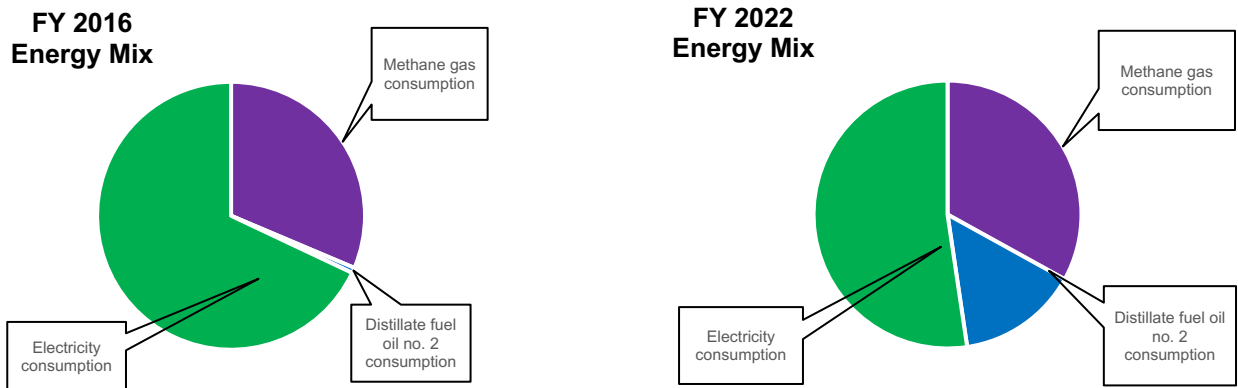 FY 2016
Energy Mix
Methane gas
consumption
Electricity
consumption
Distillate fuel
oil no. 2
consumption
FY 2022
Energy Mix
Methane gas
consumption
Electricity
consumption
Distillate fuel oil
no. 2
consumption